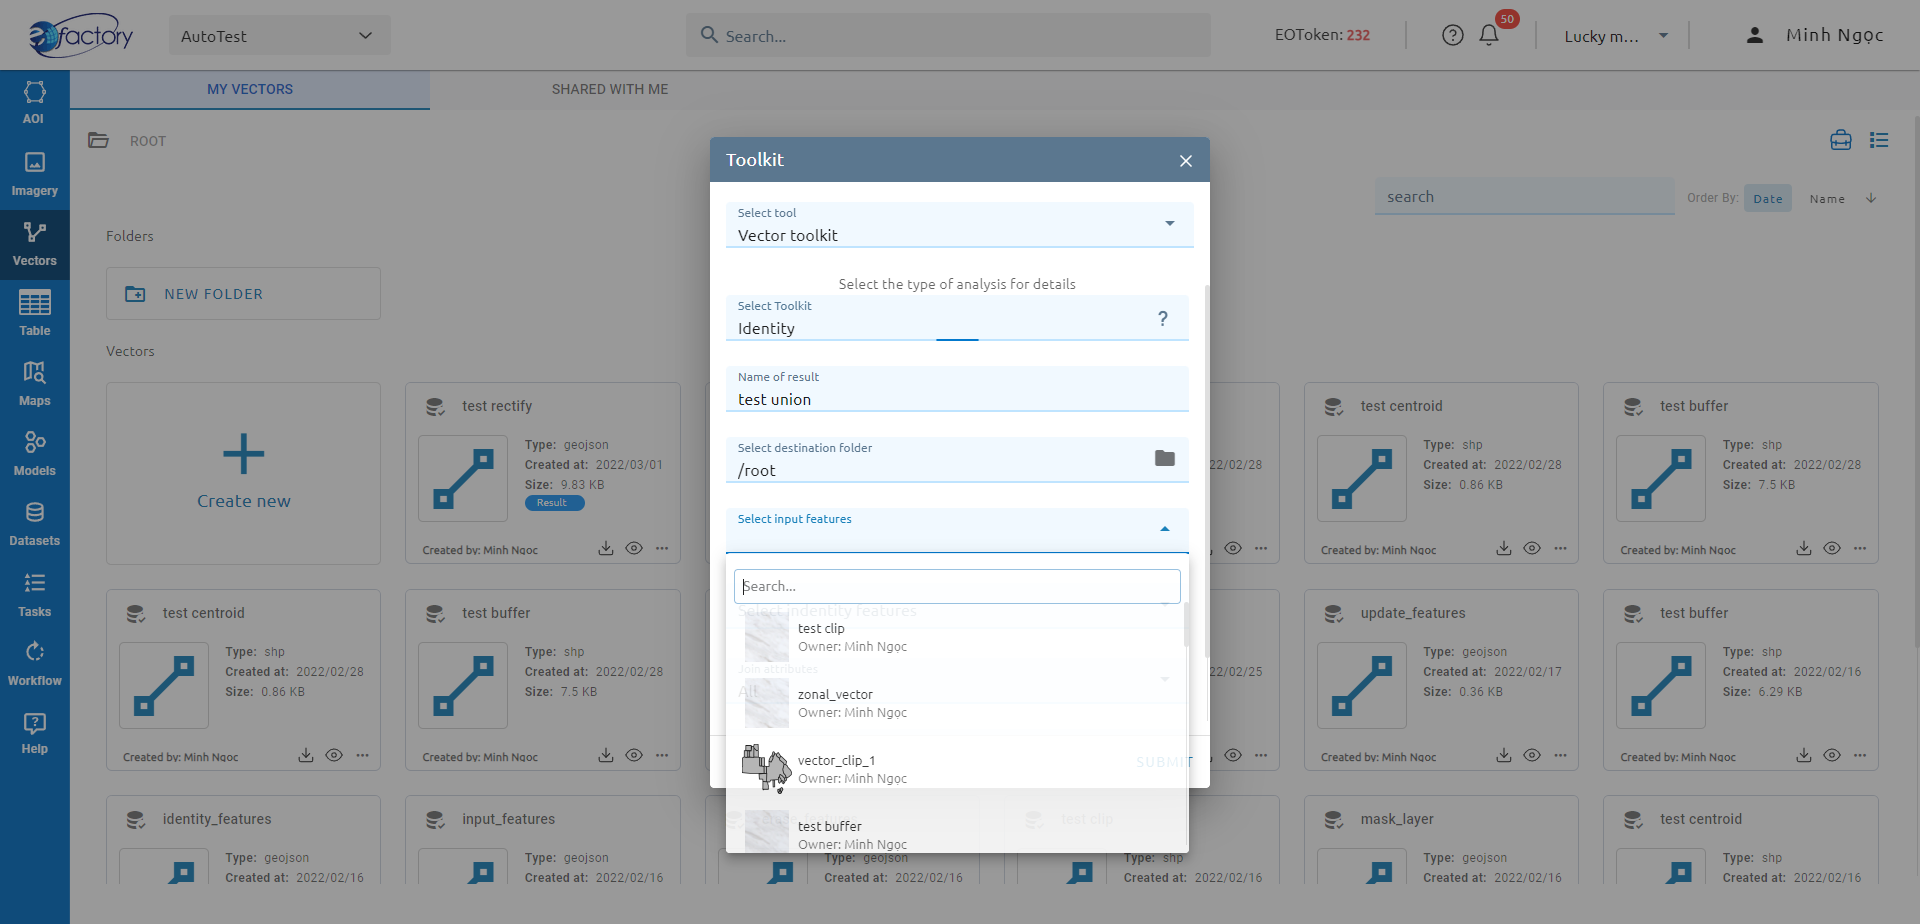 eofactory
AutoTest
Search...
EOToken: 232
50
Lucky m...
Minh Ngọc
AOI
Imagery
Vectors
Table
Maps
Models
Datasets
Tasks
Workflow
Help
MY VECTORS
SHARED WITH ME
ROOT
search
Order By:
Date
Name
Folders
NEW FOLDER
Vectors
Create new
test rectify
Type: geojson
Created at: 2022/03/01
Size: 9.83 KB
Result
Created by: Minh Ngoc
22/02/28
test centroid
Type: shp
Created at: 2022/02/28
Size: 0.86 KB
Created by: Minh Ngoc
test buffer
Type: shp
Created at: 2022/02/28
Size: 7.5 KB
Created by: Minh Ngoc
test centroid
Type: shp
Created at: 2022/02/28
Size: 0.86 KB
Created by: Minh Ngoc
test buffer
Type: shp
Created at: 2022/02/28
Size: 7.5 KB
Created by: Minh Ngoc
22/02/25
update_features
Type: geojson
Created at: 2022/02/17
Size: 0.36 KB
Created by: Minh Ngoc
test buffer
Type: shp
Created at: 2022/02/16
Size: 6.29 KB
Created by: Minh Ngoc
identity_features
Type: geojson
Created at: 2022/02/16
input_features
Type: geojson
Created at: 2022/02/16
Type: geojson
Created at: 2022/02/16
test clip
Type: shp
Created at: 2022/02/16
mask_layer
Type: geojson
Created at: 2022/02/16
test centroid
Type: shp
Created at: 2022/02/16
Toolkit
Select tool
Vector toolkit
Select the type of analysis for details
Select Toolkit
Identity
?
Name of result
test union
Select destination folder
/root
Select input features
Search...
Select indentity features
test clip
Owner: Minh Ngọc
Join attributes
All
zonal_vector
Owner: Minh Ngọc
vector_clip_1
Owner: Minh Ngọc
SUBMIT
test buffer
Owner: Minh Ngọc